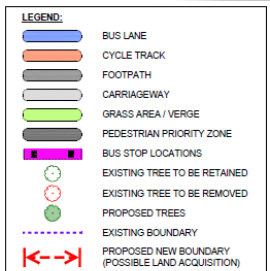 LEGEND:
BUS LANE
CYCLE TRACK
FOOTPATH
CARRIAGEWAY
GRASS AREA / VERGE
PEDESTRIAN PRIORITY ZONE
BUS STOP LOCATIONS
EXISTING TREE TO BE RETAINED
EXISTING TREE TO BE REMOVED
PROPOSED TREES
EXISTING BOUNDARY
PROPOSED NEW BOUNDARY
(POSSIBLE LAND ACQUISITION)